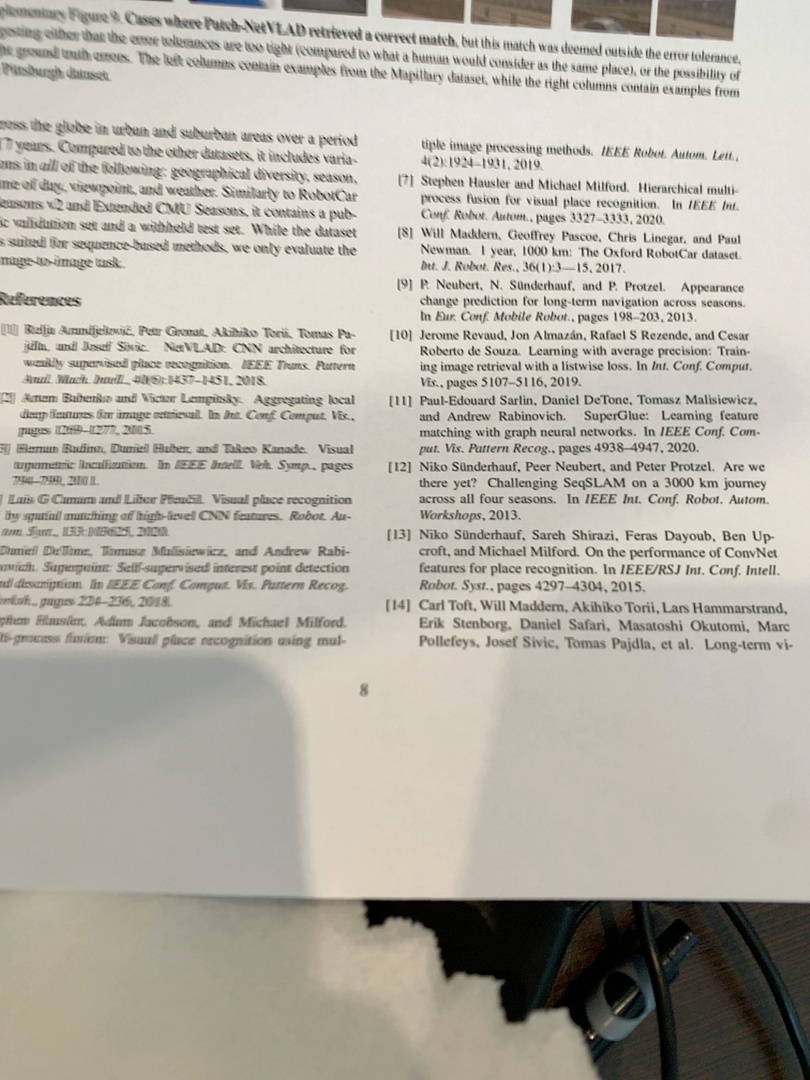 Figure 9. Cases where Patch-NetVLAD retrieved a correct match, but this match was deemed outside the error tolerance,
either that the error tolerances are too tight (compared to what a human would consider as the same place), or the possibility of
ground truth errors. The left columns contain examples from the Mapillary dataset, while the right columns contain examples from
Pittsburgh dataset.
the globe in urban and suburban areas over a period
7 years. Compared to the other datasets, it includes varia-
in all of the following: geographical diversity, season,
of day, viewpoint, and weather. Similarly to RobotCar
v2 and Extended CMU Seasons, it contains a pub-
validation set and a withheld test set. While the dataset
suited for sequence-based methods, we only evaluate the
image-to-image task.
References
[1] Relja Arandjelović, Petr Gronat, Akihiko Torii, Tomas Pa-
jdla, and Josef Sivic. NetVLAD: CNN architecture for
weakly supervised place recognition. IEEE Trans. Pattern
Anal. Mach. Intell., 40(6):1437–1451, 2018.
[2] Artem Babenko and Victor Lempitsky. Aggregating local
deep features for image retrieval. In Int. Conf. Comput. Vis.,
pages 1269–1277, 2015.
Hernan Badino, Daniel Huber, and Takeo Kanade. Visual
topometric localization. In IEEE Intell. Veh. Symp., pages
794–799, 2011.
Luis G Camara and Libor Přeučil. Visual place recognition
by spatial matching of high-level CNN features. Robot. Au-
133:103625, 2020.
Daniel DeTone, Tomasz Malisiewicz, and Andrew Rabi-
Superpoint: Self-supervised interest point detection
description. In IEEE Conf. Comput. Vis. Pattern Recog.
pages 224–236, 2018.
Hausler, Adam Jacobson, and Michael Milford.
fusion: Visual place recognition using mul-
tiple image processing methods. IEEE Robot. Autom. Lett.,
4(2):1924–1931, 2019.
[7] Stephen Hausler and Michael Milford. Hierarchical multi-
process fusion for visual place recognition. In IEEE Int.
Conf. Robot. Autom., pages 3327–3333, 2020.
[8] Will Maddern, Geoffrey Pascoe, Chris Linegar, and Paul
Newman. 1 year, 1000 km: The Oxford RobotCar dataset.
Int. J. Robot. Res., 36(1):3–15, 2017.
[9] P. Neubert, N. Sünderhauf, and P. Protzel. Appearance
change prediction for long-term navigation across seasons.
In Eur. Conf. Mobile Robot., pages 198–203, 2013.
[10] Jerome Revaud, Jon Almazán, Rafael S Rezende, and Cesar
Roberto de Souza. Learning with average precision: Train-
ing image retrieval with a listwise loss. In Int. Conf. Comput.
Vis., pages 5107–5116, 2019.
[11] Paul-Edouard Sarlin, Daniel DeTone, Tomasz Malisiewicz,
and Andrew Rabinovich. SuperGlue: Learning feature
matching with graph neural networks. In IEEE Conf. Com-
put. Vis. Pattern Recog., pages 4938–4947, 2020.
[12] Niko Sünderhauf, Peer Neubert, and Peter Protzel. Are we
there yet? Challenging SeqSLAM on a 3000 km journey
across all four seasons. In IEEE Int. Conf. Robot. Autom.
Workshops, 2013.
[13] Niko Sünderhauf, Sareh Shirazi, Feras Dayoub, Ben Up-
croft, and Michael Milford. On the performance of ConvNet
features for place recognition. In IEEE/RSJ Int. Conf. Intell.
Robot. Syst., pages 4297–4304, 2015.
[14] Carl Toft, Will Maddern, Akihiko Torii, Lars Hammarstrand,
Erik Stenborg, Daniel Safari, Masatoshi Okutomi, Marc
Pollefeys, Josef Sivic, Tomas Pajdla, et al. Long-term vi-
8